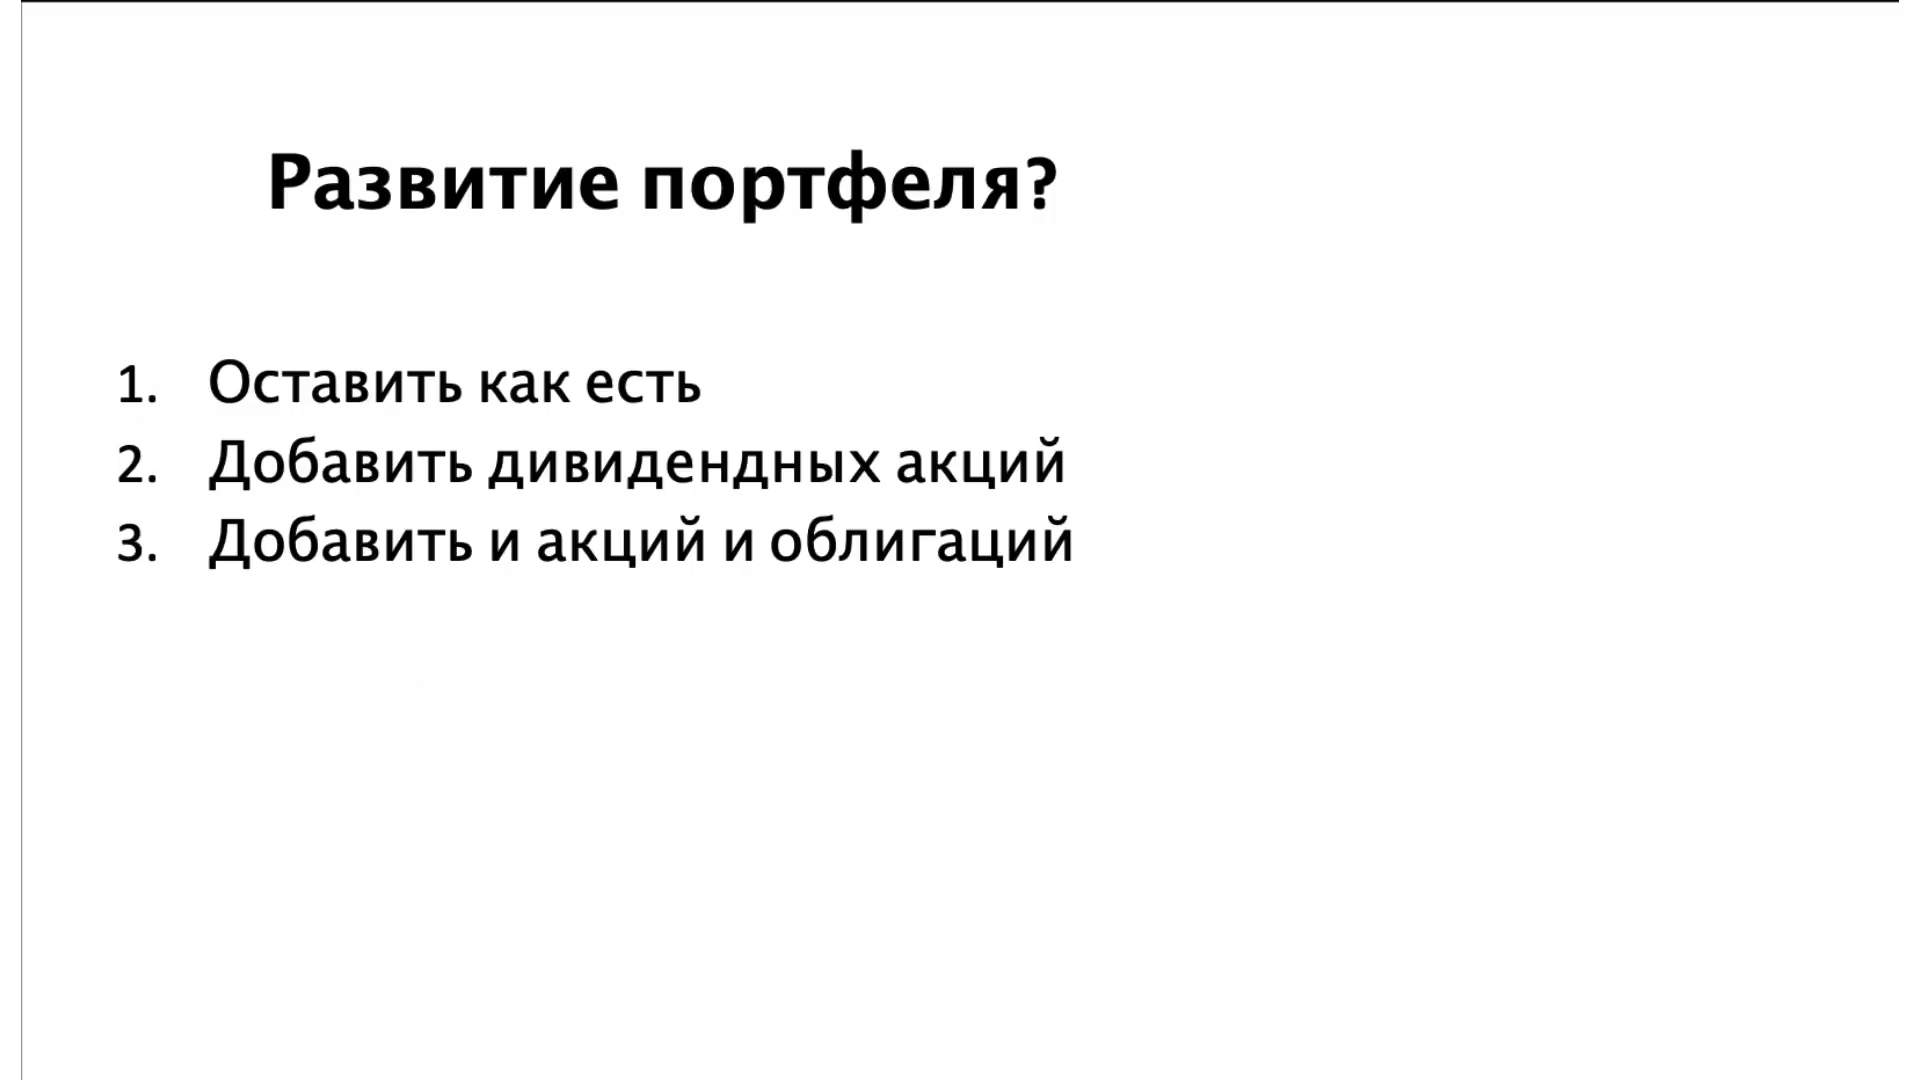 Развитие портфеля?
1. Оставить как есть
2. Добавить дивидендных акций
3. Добавить и акций и облигаций